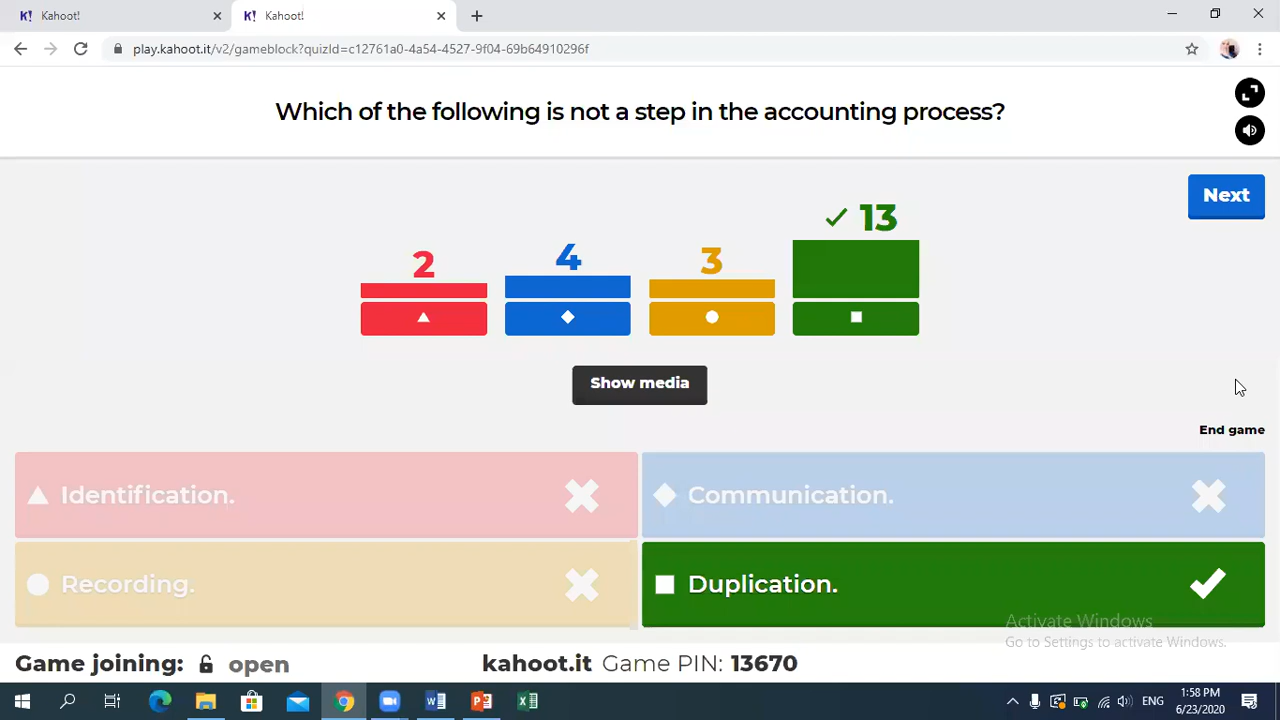 K! Kahoot!
K! Kahoot!
play.kahoot.it/v2/gameblock?quizId=c12761a0-4a54-4527-9f04-69b64910296f
Which of the following is not a step in the accounting process?
Next
2
4
3
13
Show media
End game
Identification.
Communication.
Recording.
Duplication.
Activate Windows
Go to Settings to activate Windows.
Game joining: open
kahoot.it Game PIN: 13670
ENG
1:58 PM
6/23/2020